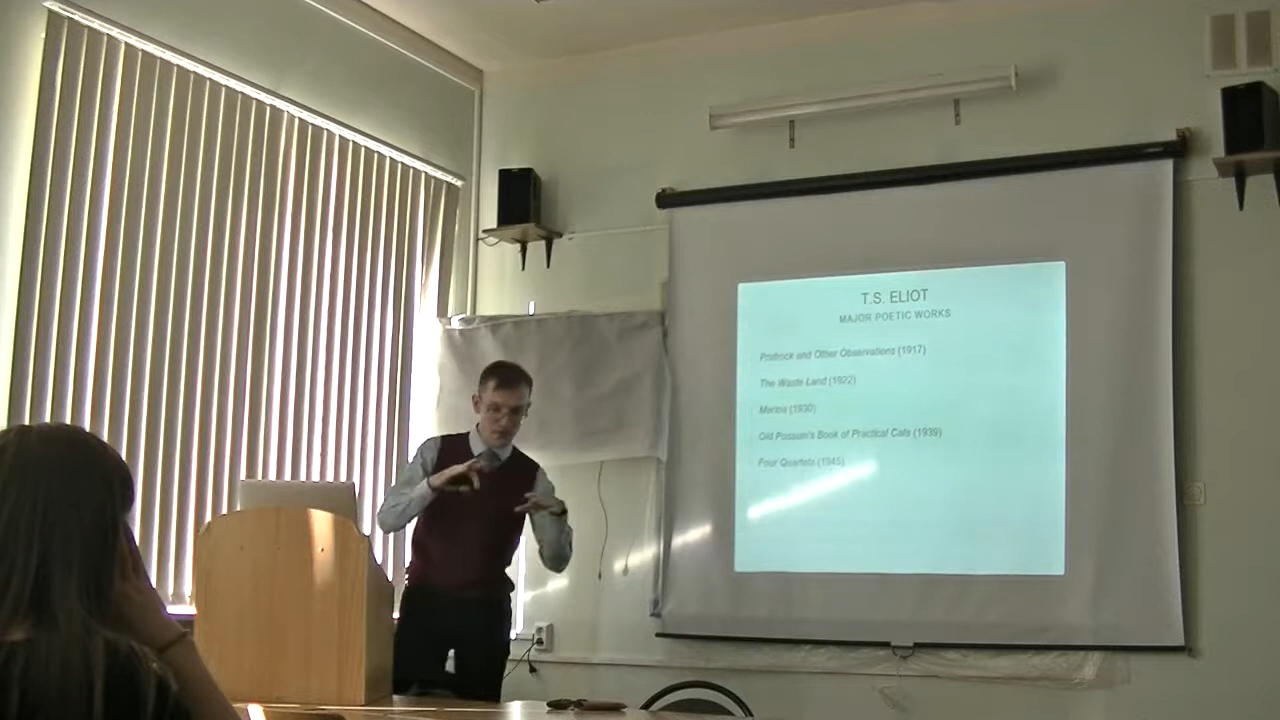 T.S. ELIOT
MAJOR POETIC WORKS
Prufrock and Other Observations (1917)
The Waste Land (1922)
Marina (1930)
Old Possum's Book of Practical Cats (1939)
Four Quartets (1945)